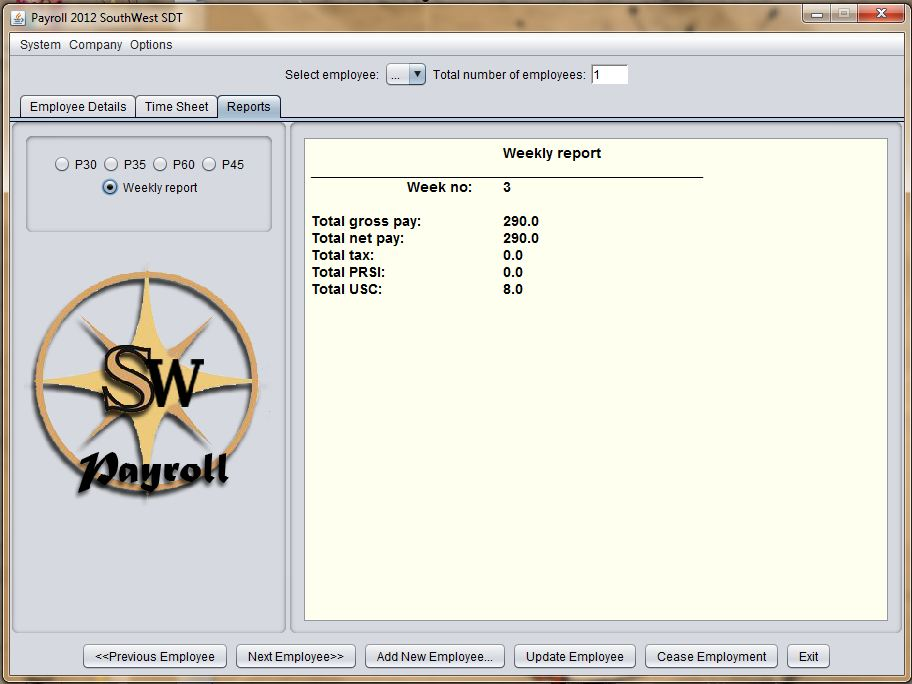 Payroll 2012 SouthWest SDT
System Company Options
Select employee: ... Total number of employees: 1
Employee Details Time Sheet Reports
P30 P35 P60 P45
Weekly report
SW
Payroll
Weekly report
Week no: 3
Total gross pay: 290.0
Total net pay: 290.0
Total tax: 0.0
Total PRSI: 0.0
Total USC: 8.0
<<Previous Employee Next Employee>> Add New Employee... Update Employee Cease Employment Exit